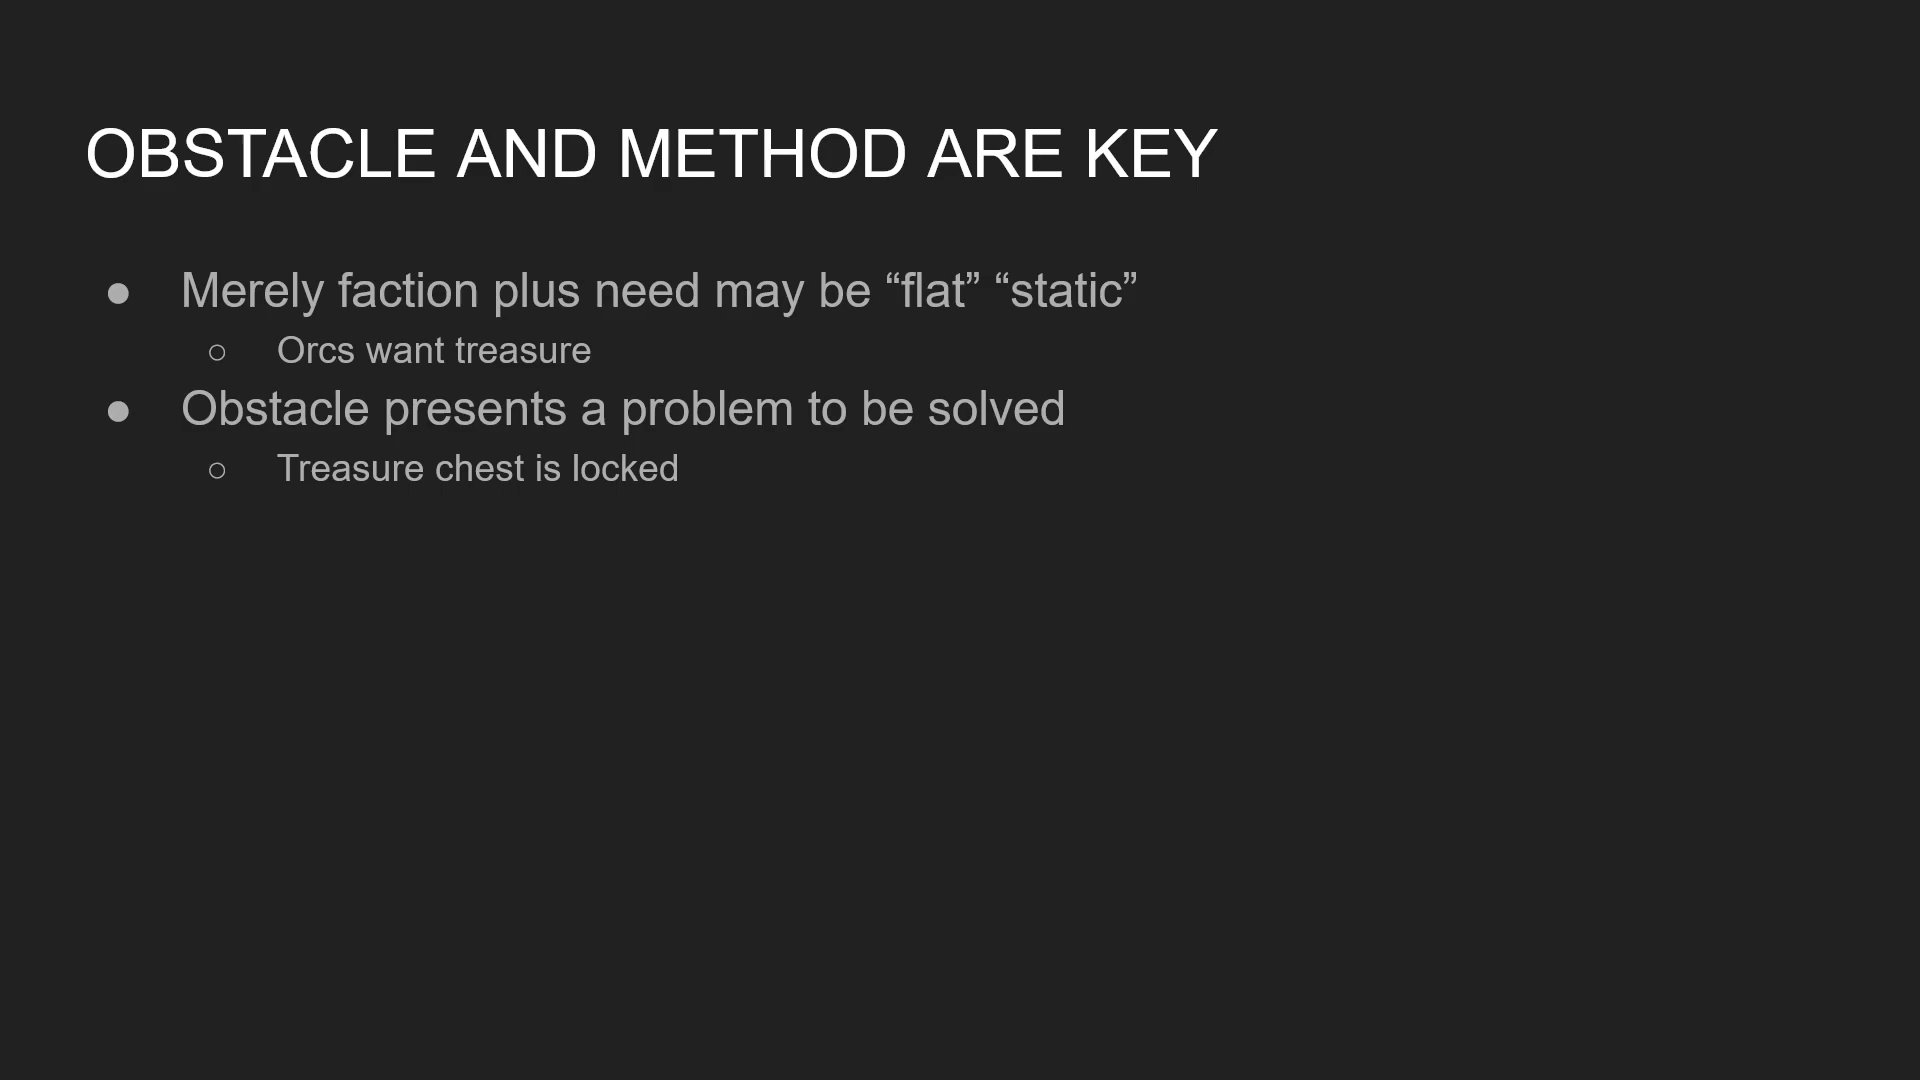 OBSTACLE AND METHOD ARE KEY
● Merely faction plus need may be “flat” “static”
○ Orcs want treasure
● Obstacle presents a problem to be solved
○ Treasure chest is locked